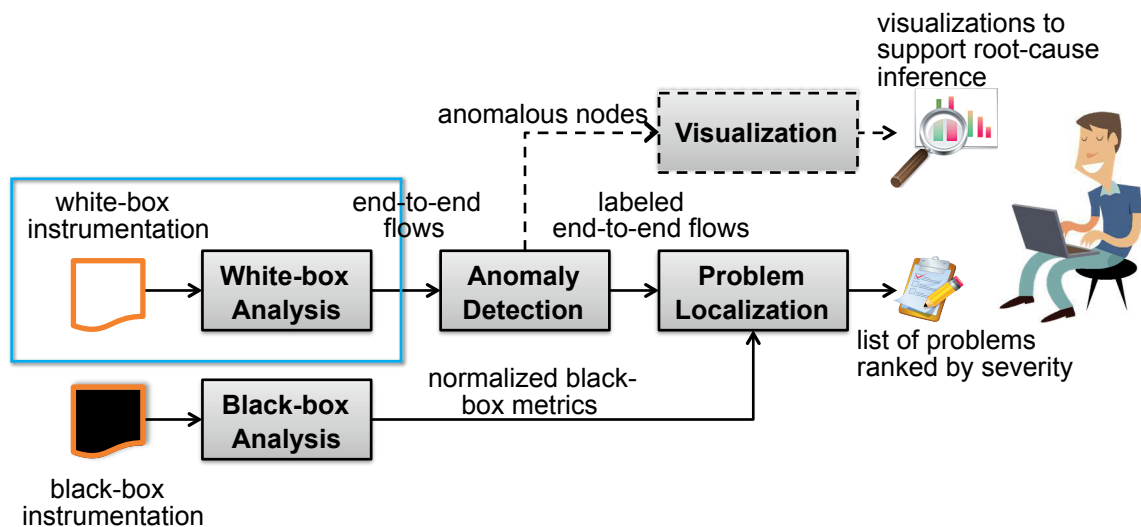 visualizations to
support root-cause
inference
anomalous nodes
Visualization
white-box
instrumentation
end-to-end
flows
labeled
end-to-end flows
White-box
Analysis
Anomaly
Detection
Problem
Localization
list of problems
ranked by severity
normalized black-
box metrics
Black-box
Analysis
black-box
instrumentation